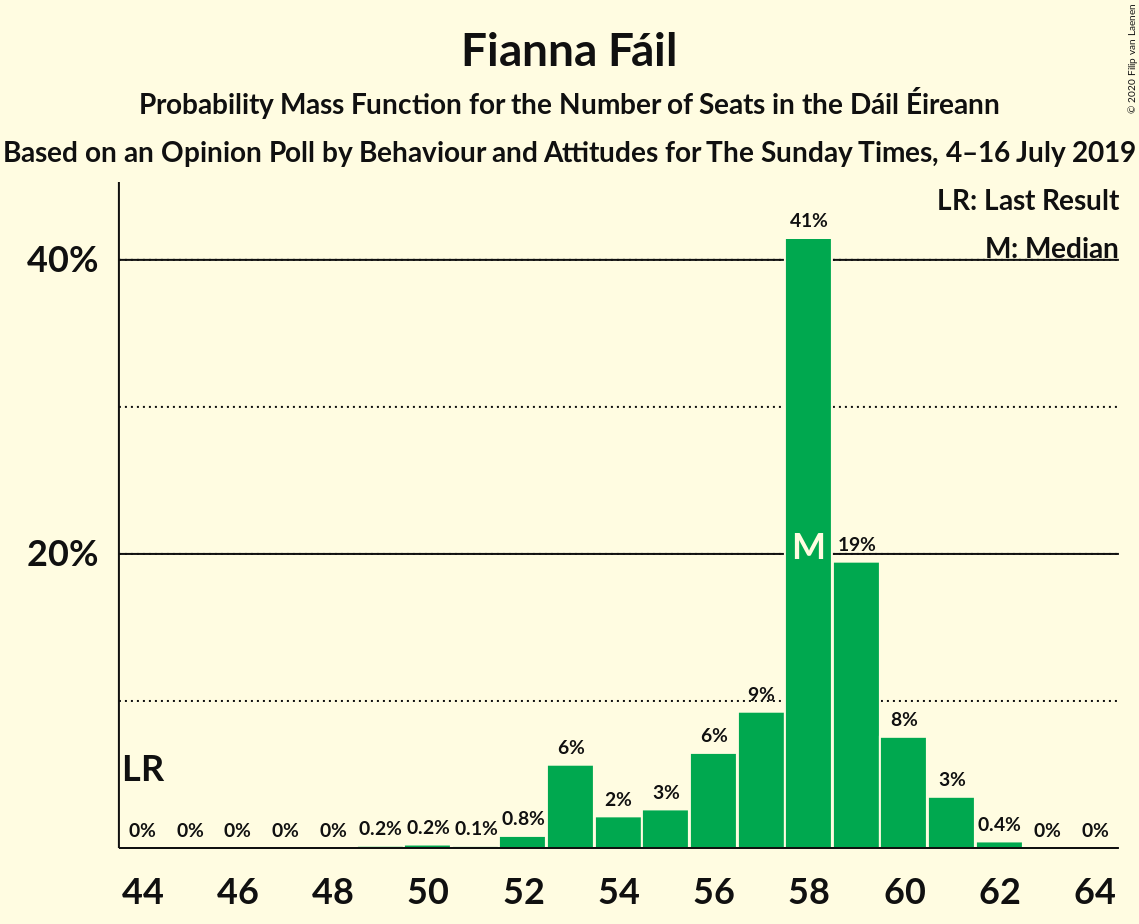 Fianna Fáil
Probability Mass Function for the Number of Seats in the Dáil Éireann
Based on an Opinion Poll by Behaviour and Attitudes for The Sunday Times, 4–16 July 2019
© 2020 Filip van Laenen
LR: Last Result
M: Median
41%
40%
20%
M
19%
9%
8%
6%
6%
3%
3%
2%
LR
0% 0% 0% 0% 0% 0.2% 0.2% 0.1% 0.8% 0.4% 0% 0%
44 46 48 50 52 54 56 58 60 62 64